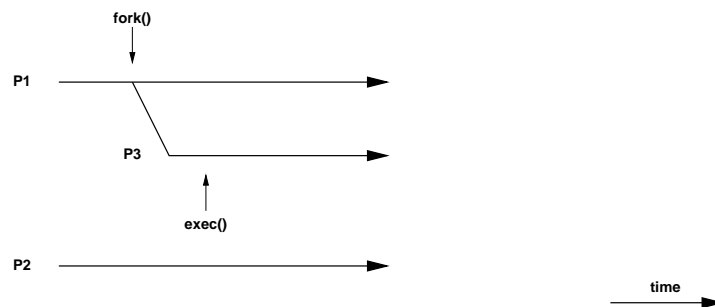 fork()
P1
P3
exec()
P2
time